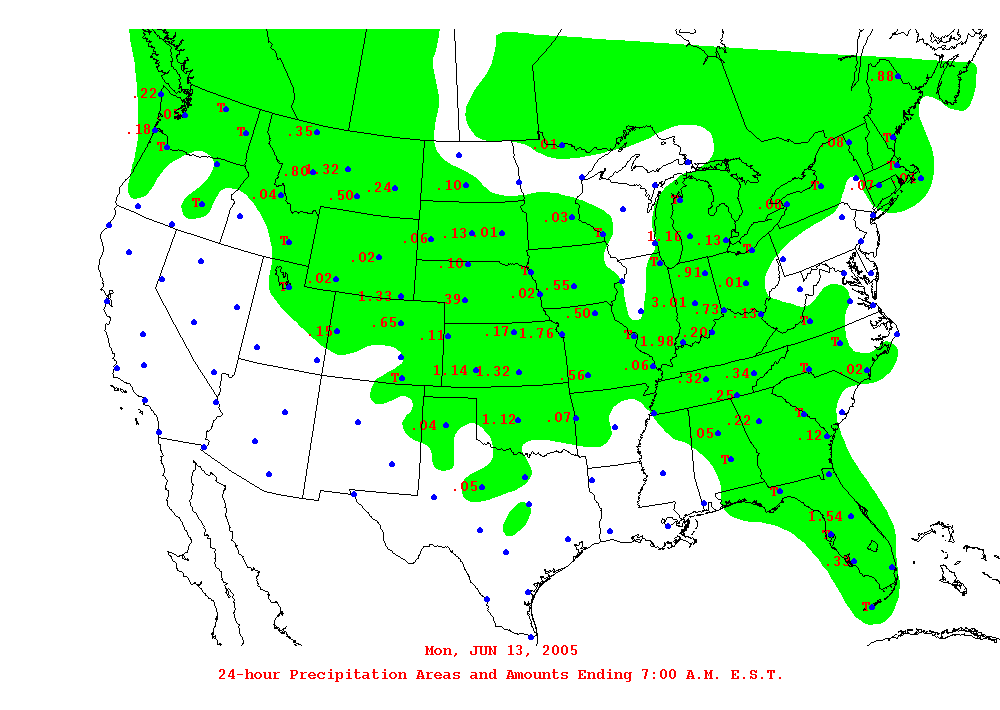 .88
.22
T
.05
.18
T
T
.35
.01
.08
T
T
.80
1.32
.24
.10
T
.07
.04
.50
T
T
.03
.06
.13
.01
T
1.16
.13
T
T
.02
.10
T
T
.91
T
.02
.02
.55
.01
1.33
.39
3.01
.73
.13
.50
T
.15
.65
.11
.17
1.76
T
1.98
.20
T
T
1.14
1.32
.56
.06
.32
.34
T
.02
.25
.04
1.12
.07
.22
T
.05
.12
T
.05
T
1.54
T
T
Mon, JUN 13, 2005
24-hour Precipitation Areas and Amounts Ending 7:00 A.M. E.S.T.